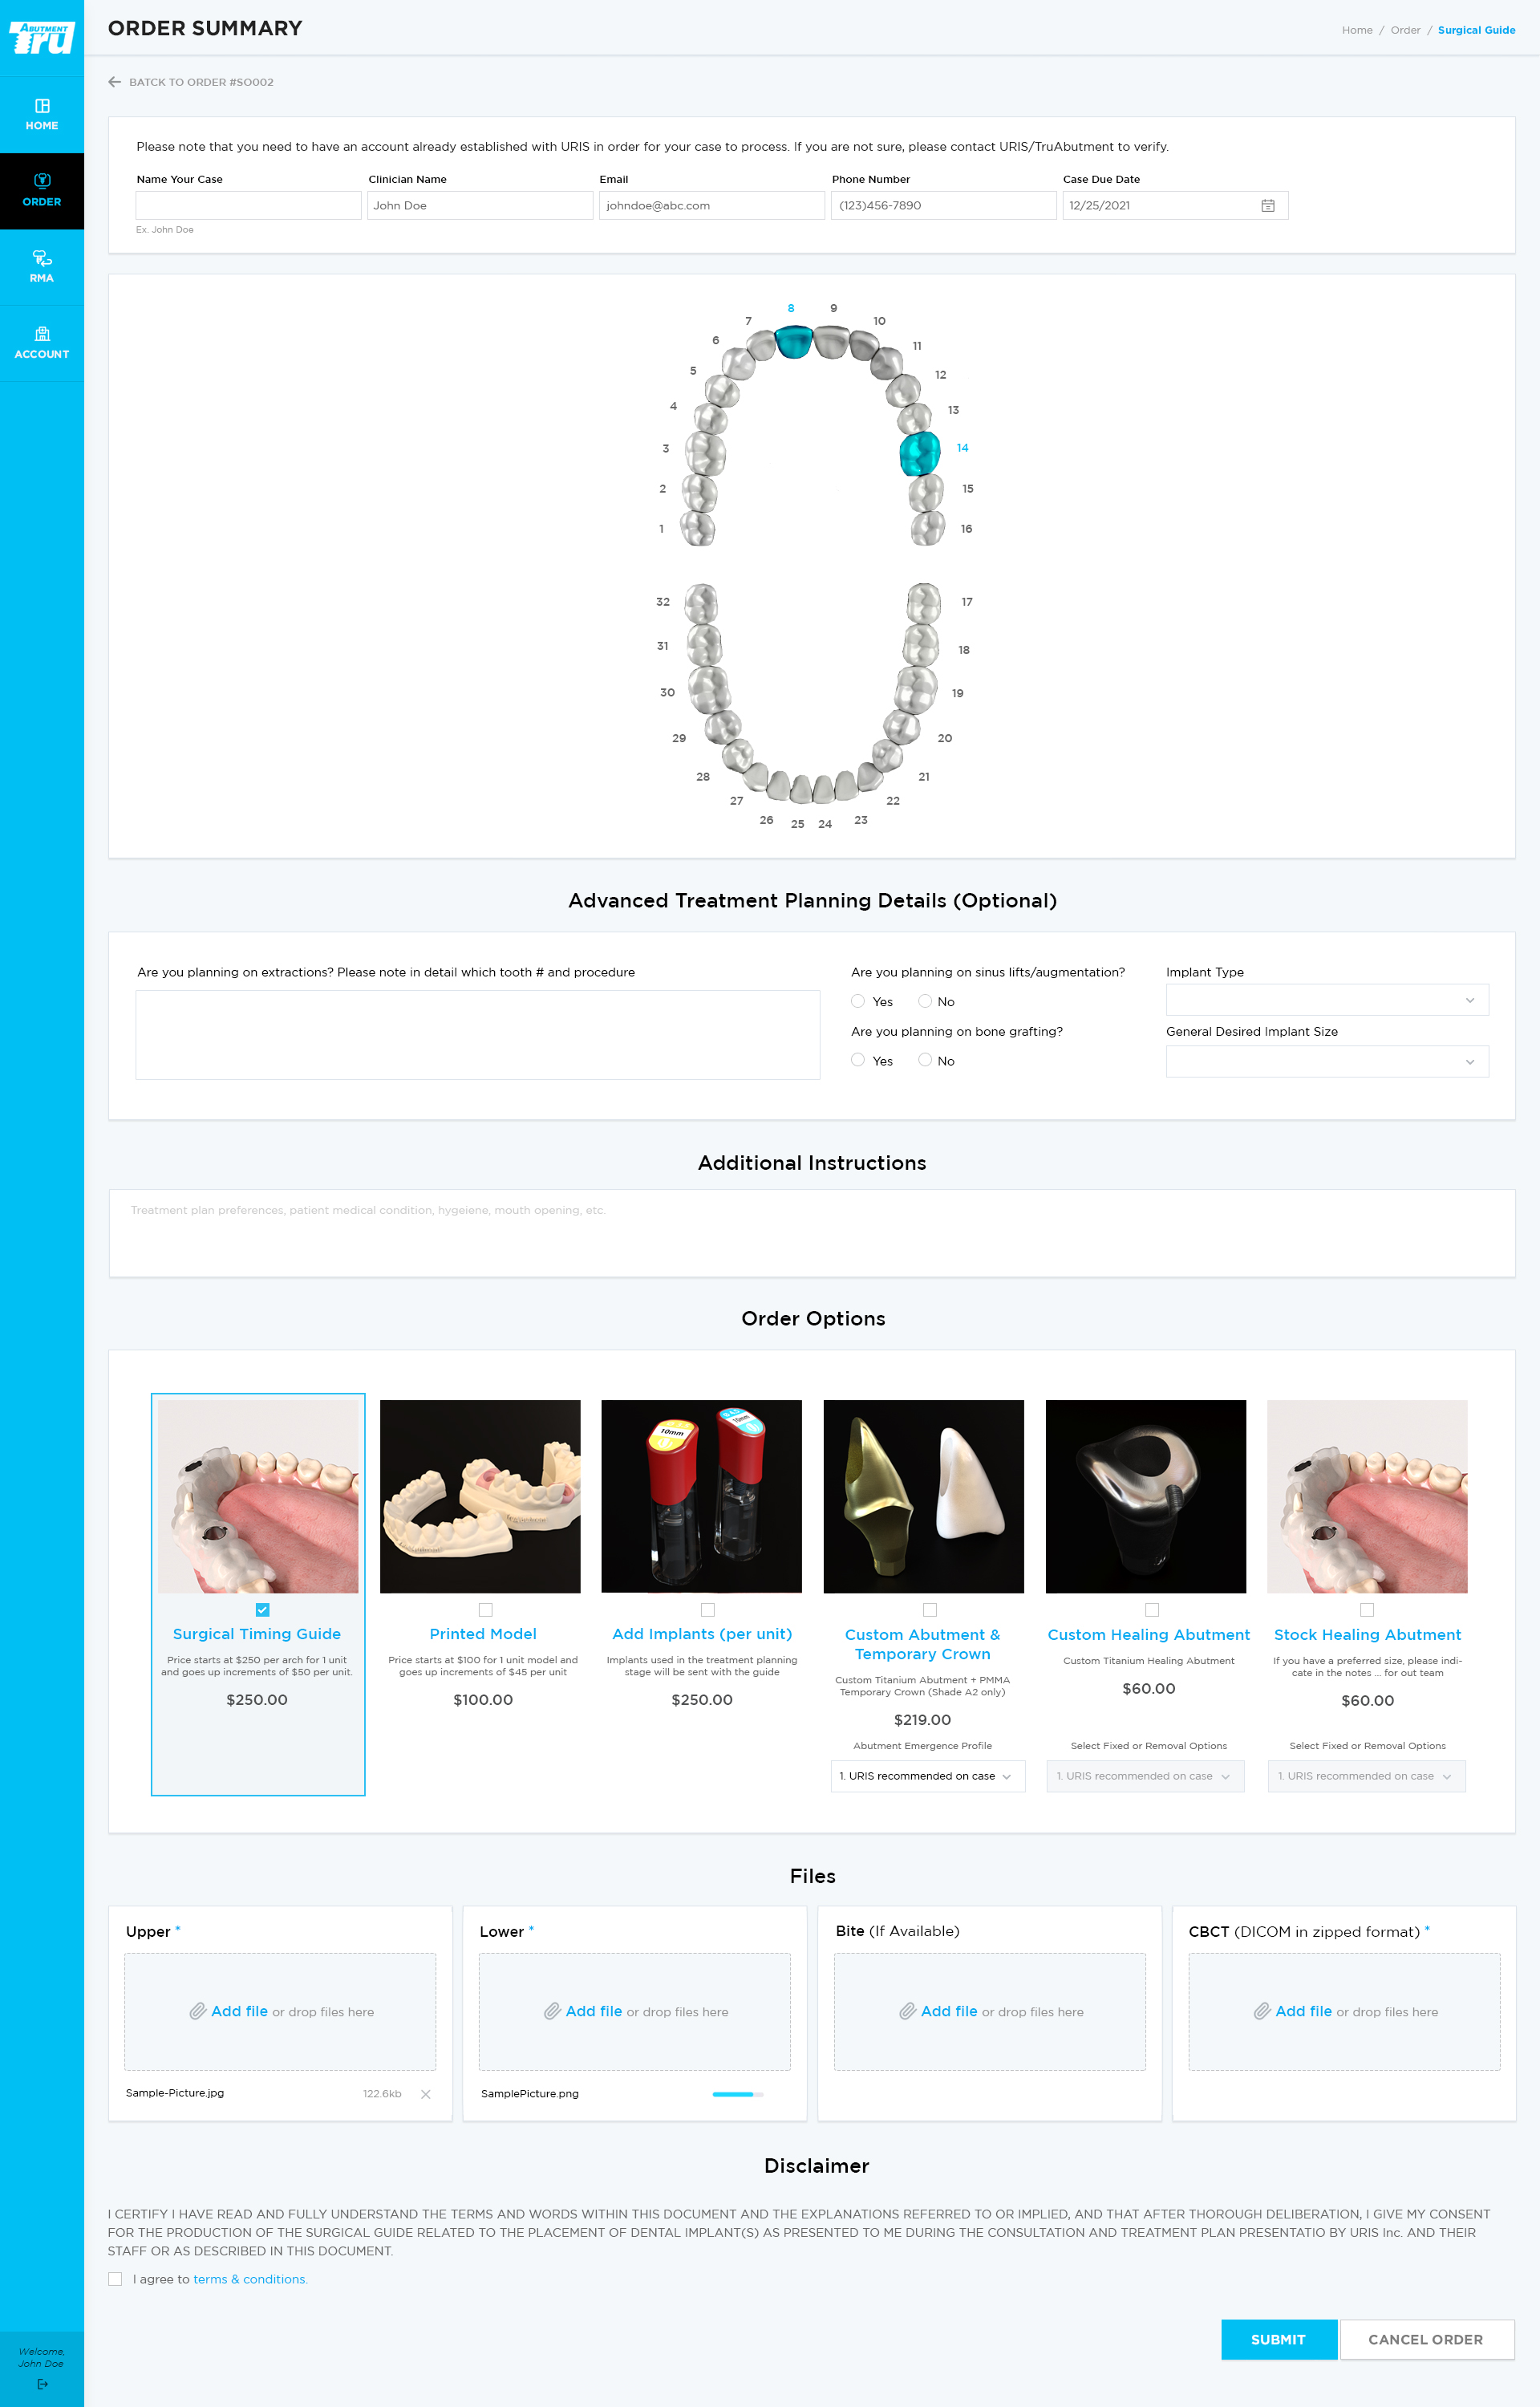 ABUTMENT
Tru
HOME
ORDER
RMA
ACCOUNT
Welcome,
John Doe
ORDER SUMMARY
Home / Order / Surgical Guide
BATCK TO ORDER #SO002
Please note that you need to have an account already established with URIS in order for your case to process. If you are not sure, please contact URIS/TruAbutment to verify.
Name Your Case
Clinician Name
Email
Phone Number
Case Due Date
John Doe
johndoe@abc.com
(123)456-7890
12/25/2021
Ex. John Doe
8
9
7
10
6
11
5
12
4
13
3
14
2
15
1
16
32
17
31
18
30
19
29
20
28
21
27
22
26
25
24
23
Advanced Treatment Planning Details (Optional)
Are you planning on extractions? Please note in detail which tooth # and procedure
Are you planning on sinus lifts/augmentation?
Yes
No
Are you planning on bone grafting?
Yes
No
Implant Type
General Desired Implant Size
Additional Instructions
Treatment plan preferences, patient medical condition, hygeiene, mouth opening, etc.
Order Options
10mm
10mm
Surgical Timing Guide
Price starts at $250 per arch for 1 unit
and goes up increments of $50 per unit.
$250.00
Printed Model
Price starts at $100 for 1 unit model and
goes up increments of $45 per unit
$100.00
Add Implants (per unit)
Implants used in the treatment planning
stage will be sent with the guide
$250.00
Custom Abutment &
Temporary Crown
Custom Titanium Abutment + PMMA
Temporary Crown (Shade A2 only)
$219.00
Abutment Emergence Profile
1. URIS recommended on case
Custom Healing Abutment
Custom Titanium Healing Abutment
$60.00
Select Fixed or Removal Options
1. URIS recommended on case
Stock Healing Abutment
If you have a preferred size, please indi-
cate in the notes ... for out team
$60.00
Select Fixed or Removal Options
1. URIS recommended on case
Files
Upper *
Add file or drop files here
Sample-Picture.jpg
122.6kb
Lower *
Add file or drop files here
SamplePicture.png
Bite (If Available)
Add file or drop files here
CBCT (DICOM in zipped format) *
Add file or drop files here
Disclaimer
I CERTIFY I HAVE READ AND FULLY UNDERSTAND THE TERMS AND WORDS WITHIN THIS DOCUMENT AND THE EXPLANATIONS REFERRED TO OR IMPLIED, AND THAT AFTER THOROUGH DELIBERATION, I GIVE MY CONSENT
FOR THE PRODUCTION OF THE SURGICAL GUIDE RELATED TO THE PLACEMENT OF DENTAL IMPLANT(S) AS PRESENTED TO ME DURING THE CONSULTATION AND TREATMENT PLAN PRESENTATIO BY URIS Inc. AND THEIR
STAFF OR AS DESCRIBED IN THIS DOCUMENT.
I agree to terms & conditions.
SUBMIT
CANCEL ORDER